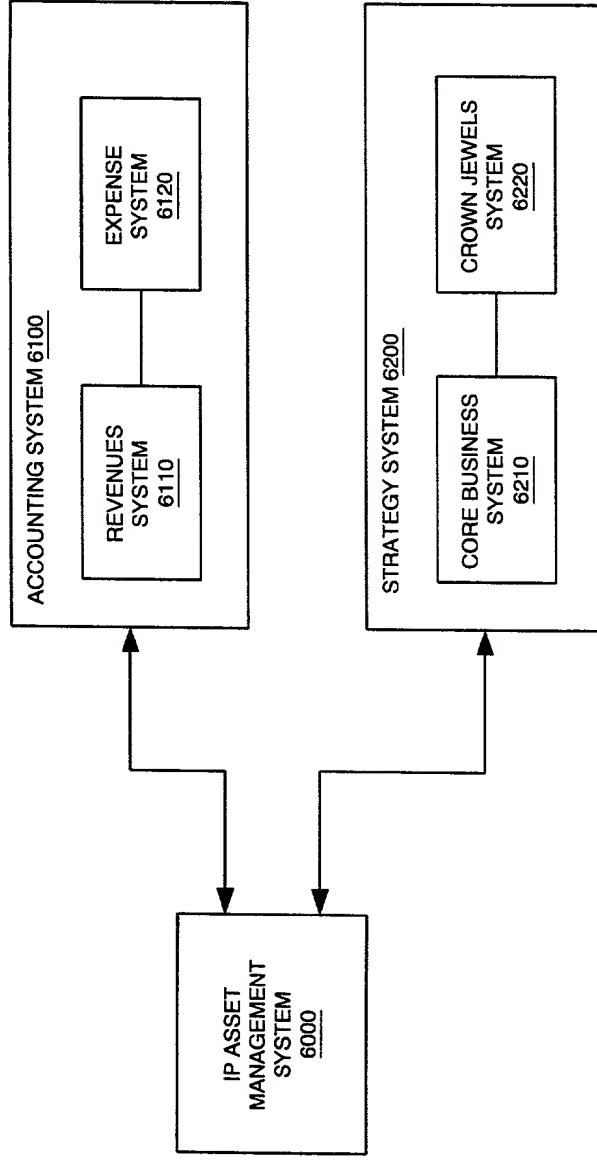 ACCOUNTING SYSTEM 6100
REVENUES
SYSTEM
6110
EXPENSE
SYSTEM
6120
IP ASSET
MANAGEMENT
SYSTEM
6000
STRATEGY SYSTEM 6200
CORE BUSINESS
SYSTEM
6210
CROWN JEWELS
SYSTEM
6220